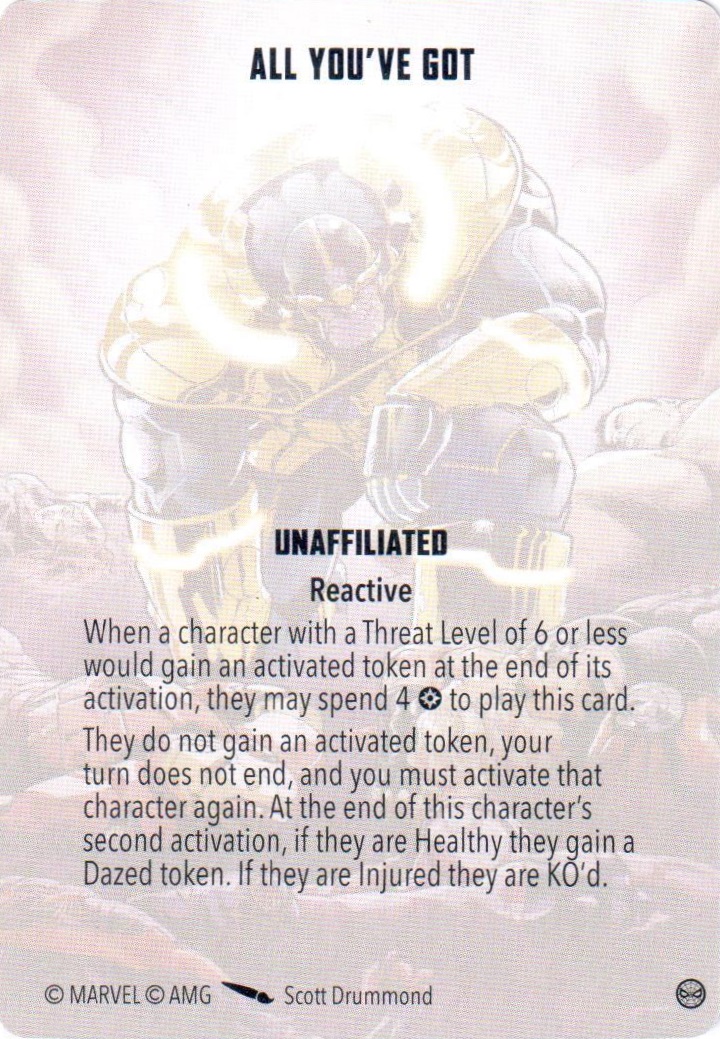 ALL YOU'VE GOT
UNAFFILIATED
Reactive
When a character with a Threat Level of 6 or less
would gain an activated token at the end of its
activation, they may spend 4 to play this card.
They do not gain an activated token, your
turn does not end, and you must activate that
character again. At the end of this character's
second activation, if they are Healthy they gain a
Dazed token. If they are Injured they are KO'd.
© MARVEL © AMG Scott Drummond